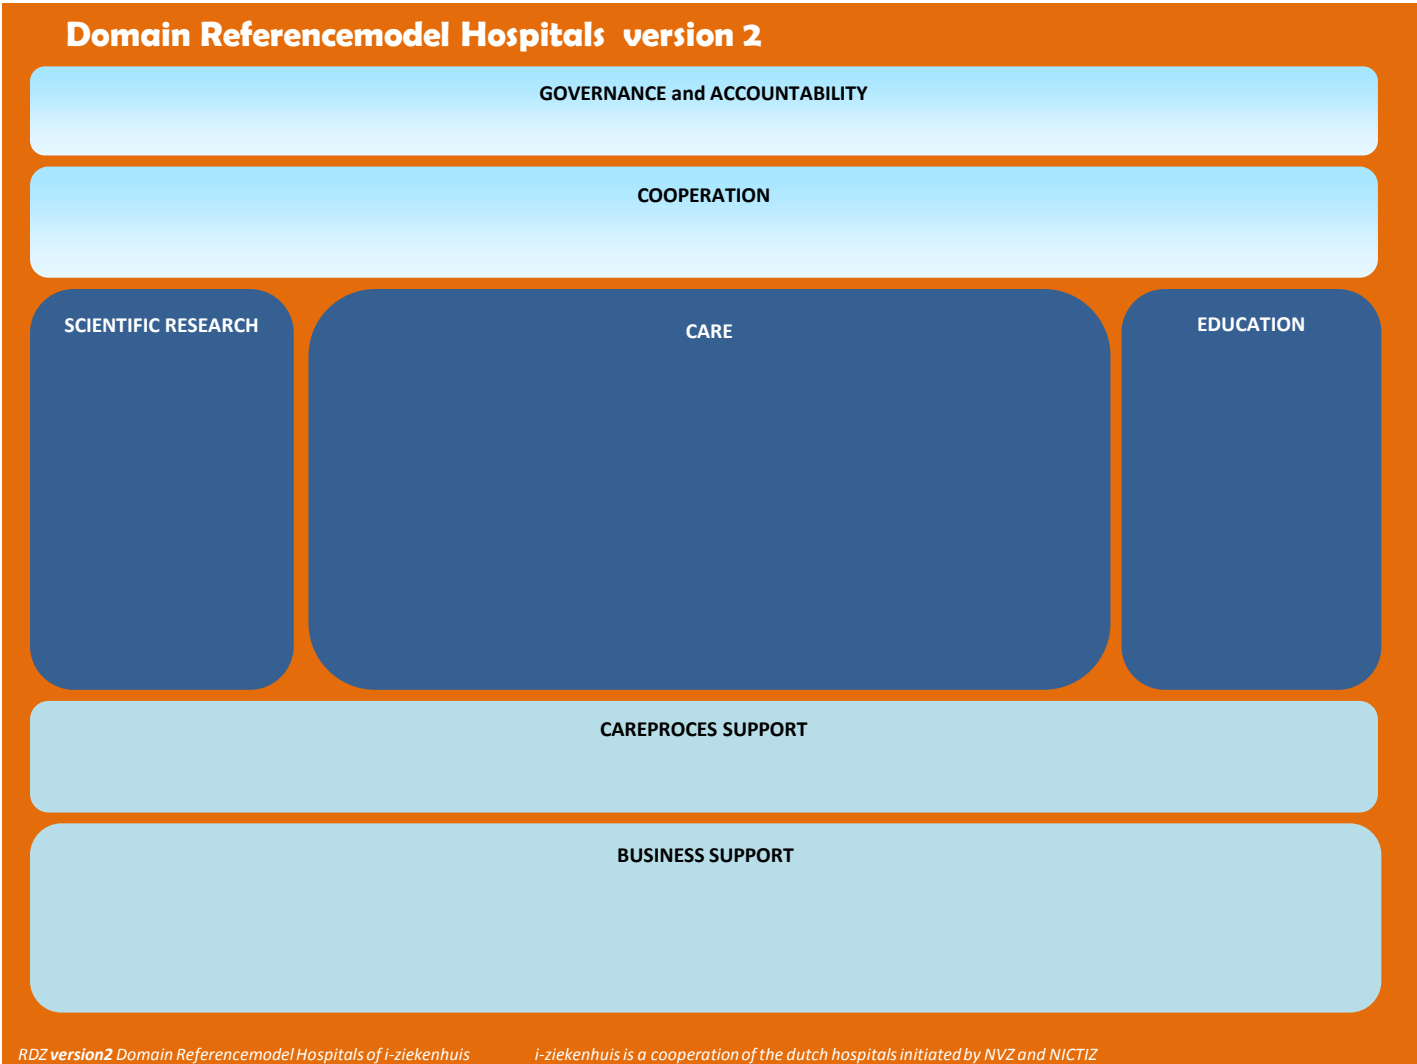 Domain Referencemodel Hospitals version 2
GOVERNANCE and ACCOUNTABILITY
COOPERATION
SCIENTIFIC RESEARCH
CARE
EDUCATION
CAREPROCES SUPPORT
BUSINESS SUPPORT
RDZ version2 Domain Referencemodel Hospitals of i-ziekenhuis
i-ziekenhuis is a cooperation of the dutch hospitals initiated by NVZ and NICTIZ